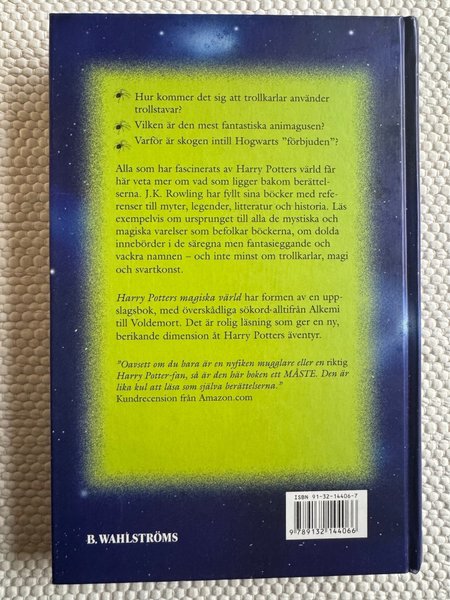 Hur kommer det sig att trollkarlar använder
trollstavar?
Vilken är den mest fantastiska animagusen?
Varför är skogen intill Hogwarts ”förbjuden”?
Alla som har fascinerats av Harry Potters värld får
här veta mer om vad som ligger bakom berättel-
serna. J.K. Rowling har fyllt sina böcker med refe-
renser till myter, legender, litteratur och historia. Läs
exempelvis om ursprunget till alla de mystiska och
magiska varelser som befolkar böckerna, om dolda
innebörder i de säregna men fantasieggande och
vackra namnen – och inte minst om trollkarlar, magi
och svartkonst.
Harry Potters magiska värld har formen av en upp-
slagsbok, med överskådliga sökord-alltifrån Alkemi
till Voldemort. Det är rolig läsning som ger en ny,
berikande dimension åt Harry Potters äventyr.
”Oavsett om du bara är en nyfiken mugglare eller en riktig
Harry Potter-fan, så är den här boken ett MÅSTE. Den är
lika kul att läsa som själva berättelserna.”
Kundrecension från Amazon.com
ISBN 91-32-14406-7
9 789132 144066
B. WAHLSTRÖMS